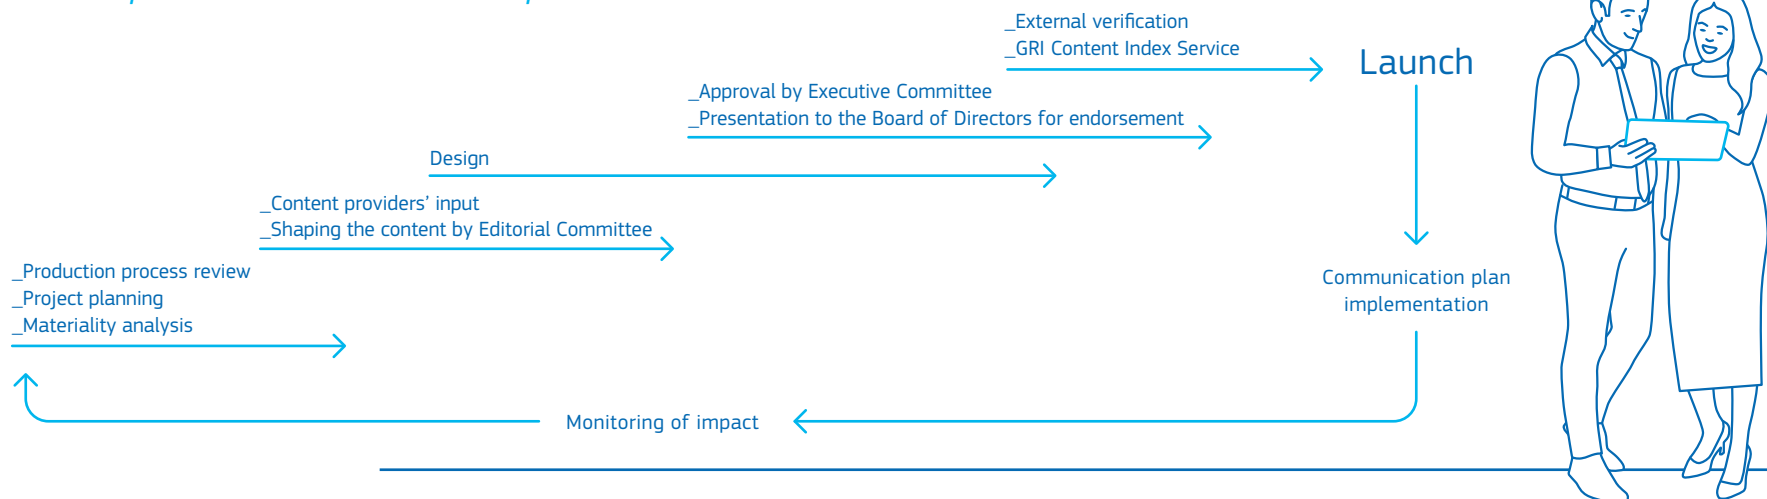 _External verification
_GRI Content Index Service
Launch
_Approval by Executive Committee
_Presentation to the Board of Directors for endorsement
Design
_Content providers’ input
_Shaping the content by Editorial Committee
_Production process review
_Project planning
_Materiality analysis
Communication plan
implementation
Monitoring of impact